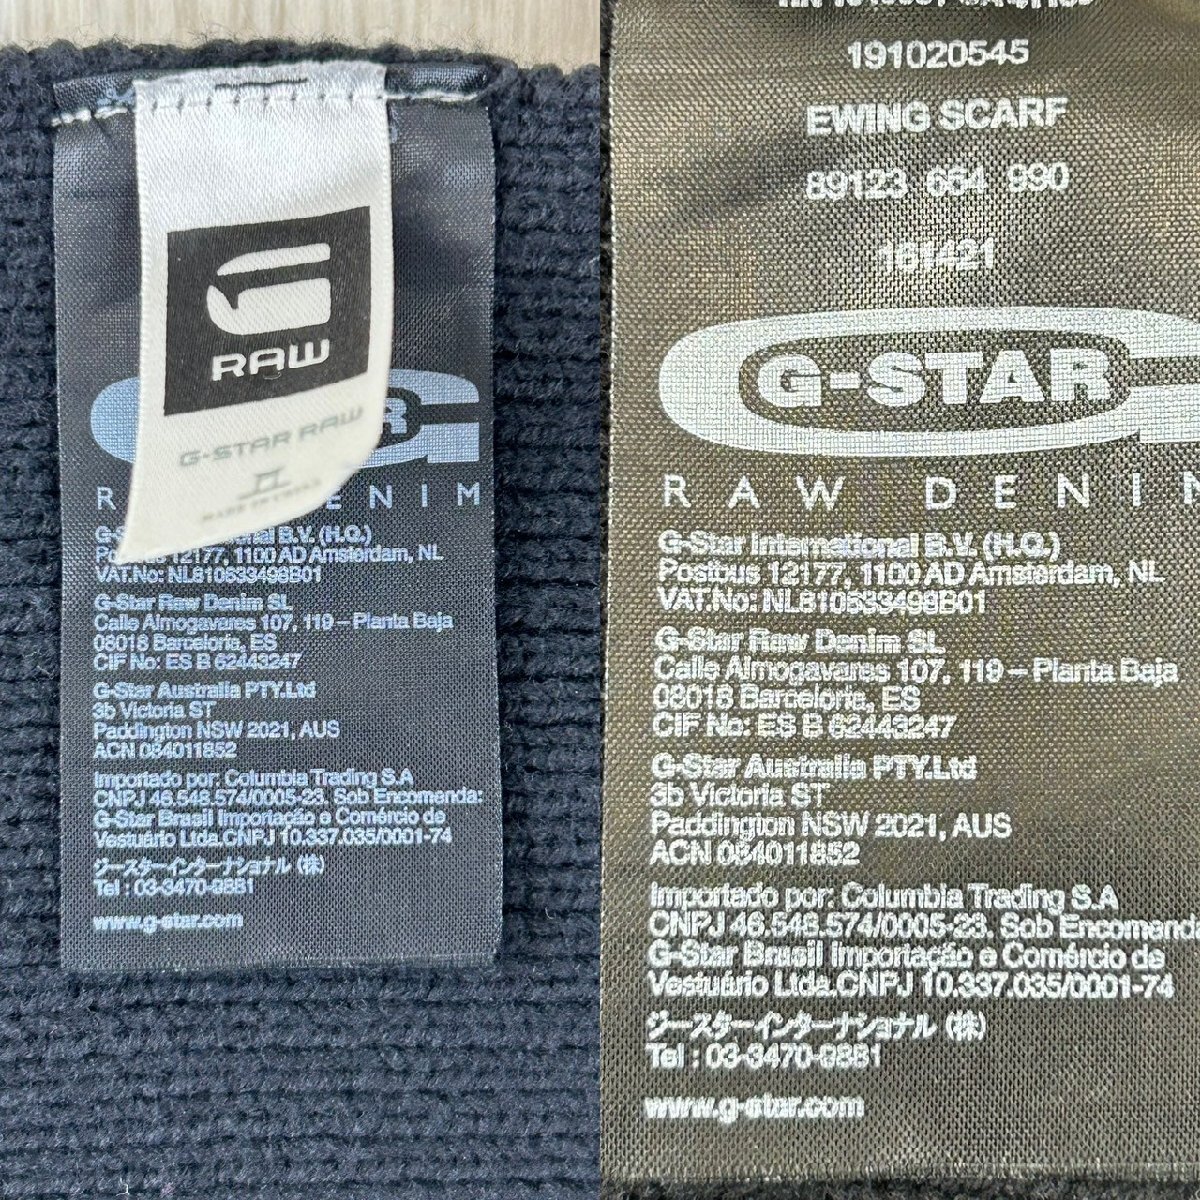 RAW
G-STAR RAW
R
AR
ENIM
G-S nal B.V. (H.Q.)
Postbus 12177, 1100 AD Amsterdam, NL
VAT.No: NL810633498B01
G-Star Raw Denim SL
Calle Almogavares 107, 119 – Planta Baja
08018 Barceloria, ES
CIF No: ES B 62443247
G-Star Australia PTY.Ltd
3b Victoria ST
Paddington NSW 2021, AUS
ACN 084011852
Importado por: Columbia Trading S.A
CNPJ 46.548.574/0005-23. Sob Encomenda:
G-Star Brasil Importação e Comércio de
Vestuário Ltda.CNPJ 10.337.035/0001-74
ジースターインターナショナル (株)
Tel : 03-3470-9881
www.g-star.com
191020545
EWING SCARF
89123 664 990
161421
G-STAR
RAW DENIM
G-Star International B.V. (H.Q.)
Postbus 12177, 1100 AD Amsterdam, NL
VAT.No: NL810633498B01
G-Star Raw Denim SL
Calle Almogavares 107, 119 – Planta Baja
08018 Barceloria, ES
CIF No: ES B 62443247
G-Star Australia PTY.Ltd
3b Victoria ST
Paddington NSW 2021, AUS
ACN 084011852
Importado por: Columbia Trading S.A
CNPJ 46.548.574/0005-23. Sob Encomenda
G-Star Brasil Importação e Comércio de
Vestuário Ltda.CNPJ 10.337.035/0001-74
ジースターインターナショナル (株)
Tel : 03-3470-9881
www.g-star.com